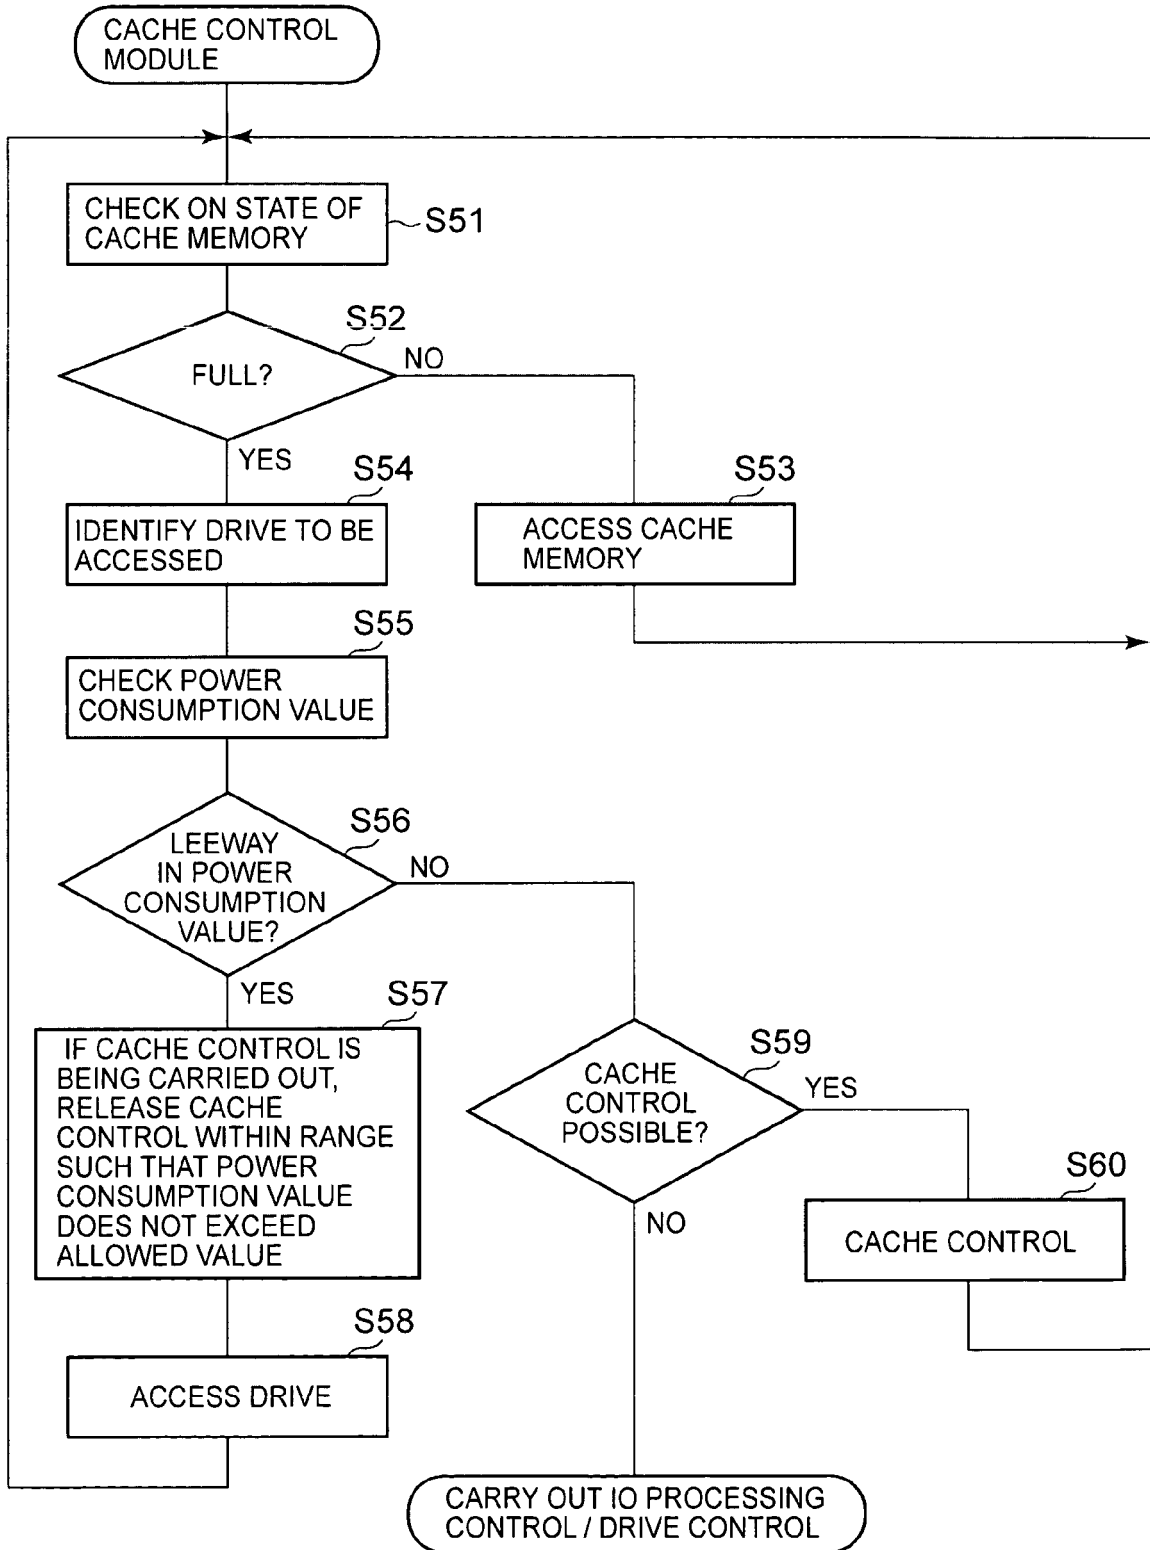 CACHE CONTROL
MODULE
CHECK ON STATE OF
CACHE MEMORY
S51
S52
FULL?
NO
YES
S54
IDENTIFY DRIVE TO BE
ACCESSED
S53
ACCESS CACHE
MEMORY
S55
CHECK POWER
CONSUMPTION VALUE
S56
LEEWAY
IN POWER
CONSUMPTION
VALUE?
NO
YES
S57
IF CACHE CONTROL IS
BEING CARRIED OUT,
RELEASE CACHE
CONTROL WITHIN RANGE
SUCH THAT POWER
CONSUMPTION VALUE
DOES NOT EXCEED
ALLOWED VALUE
S59
CACHE
CONTROL
POSSIBLE?
YES
NO
S60
CACHE CONTROL
S58
ACCESS DRIVE
CARRY OUT IO PROCESSING
CONTROL / DRIVE CONTROL